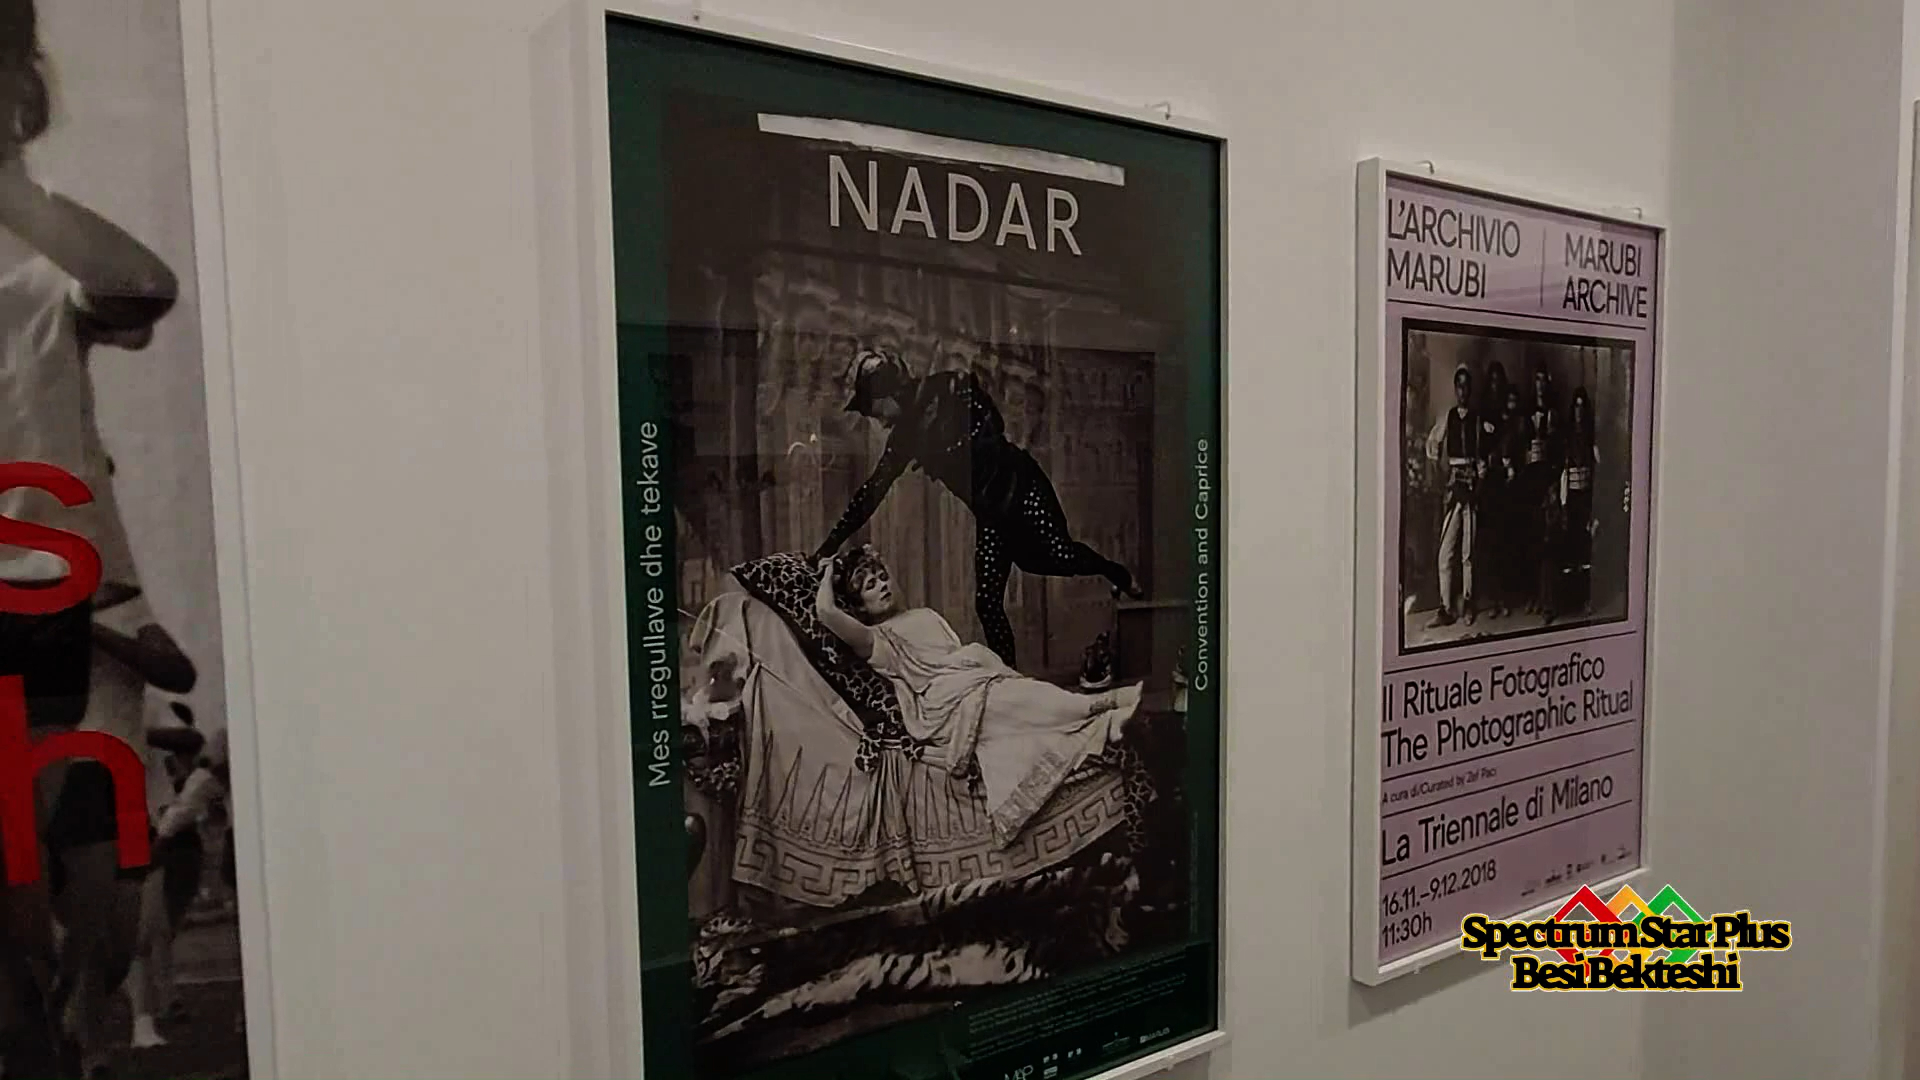 s
h
NADAR
Mes rregullave dhe tekave
Convention and Caprice
L'ARCHIVIO
MARUBI
MARUBI
ARCHIVE
Il Rituale Fotografico
The Photographic Ritual
A cura di/Curated by Zef Paci
La Triennale di Milano
16.11.–9.12.2018
11:30h
Spectrum Star Plus
Besi Bekteshi